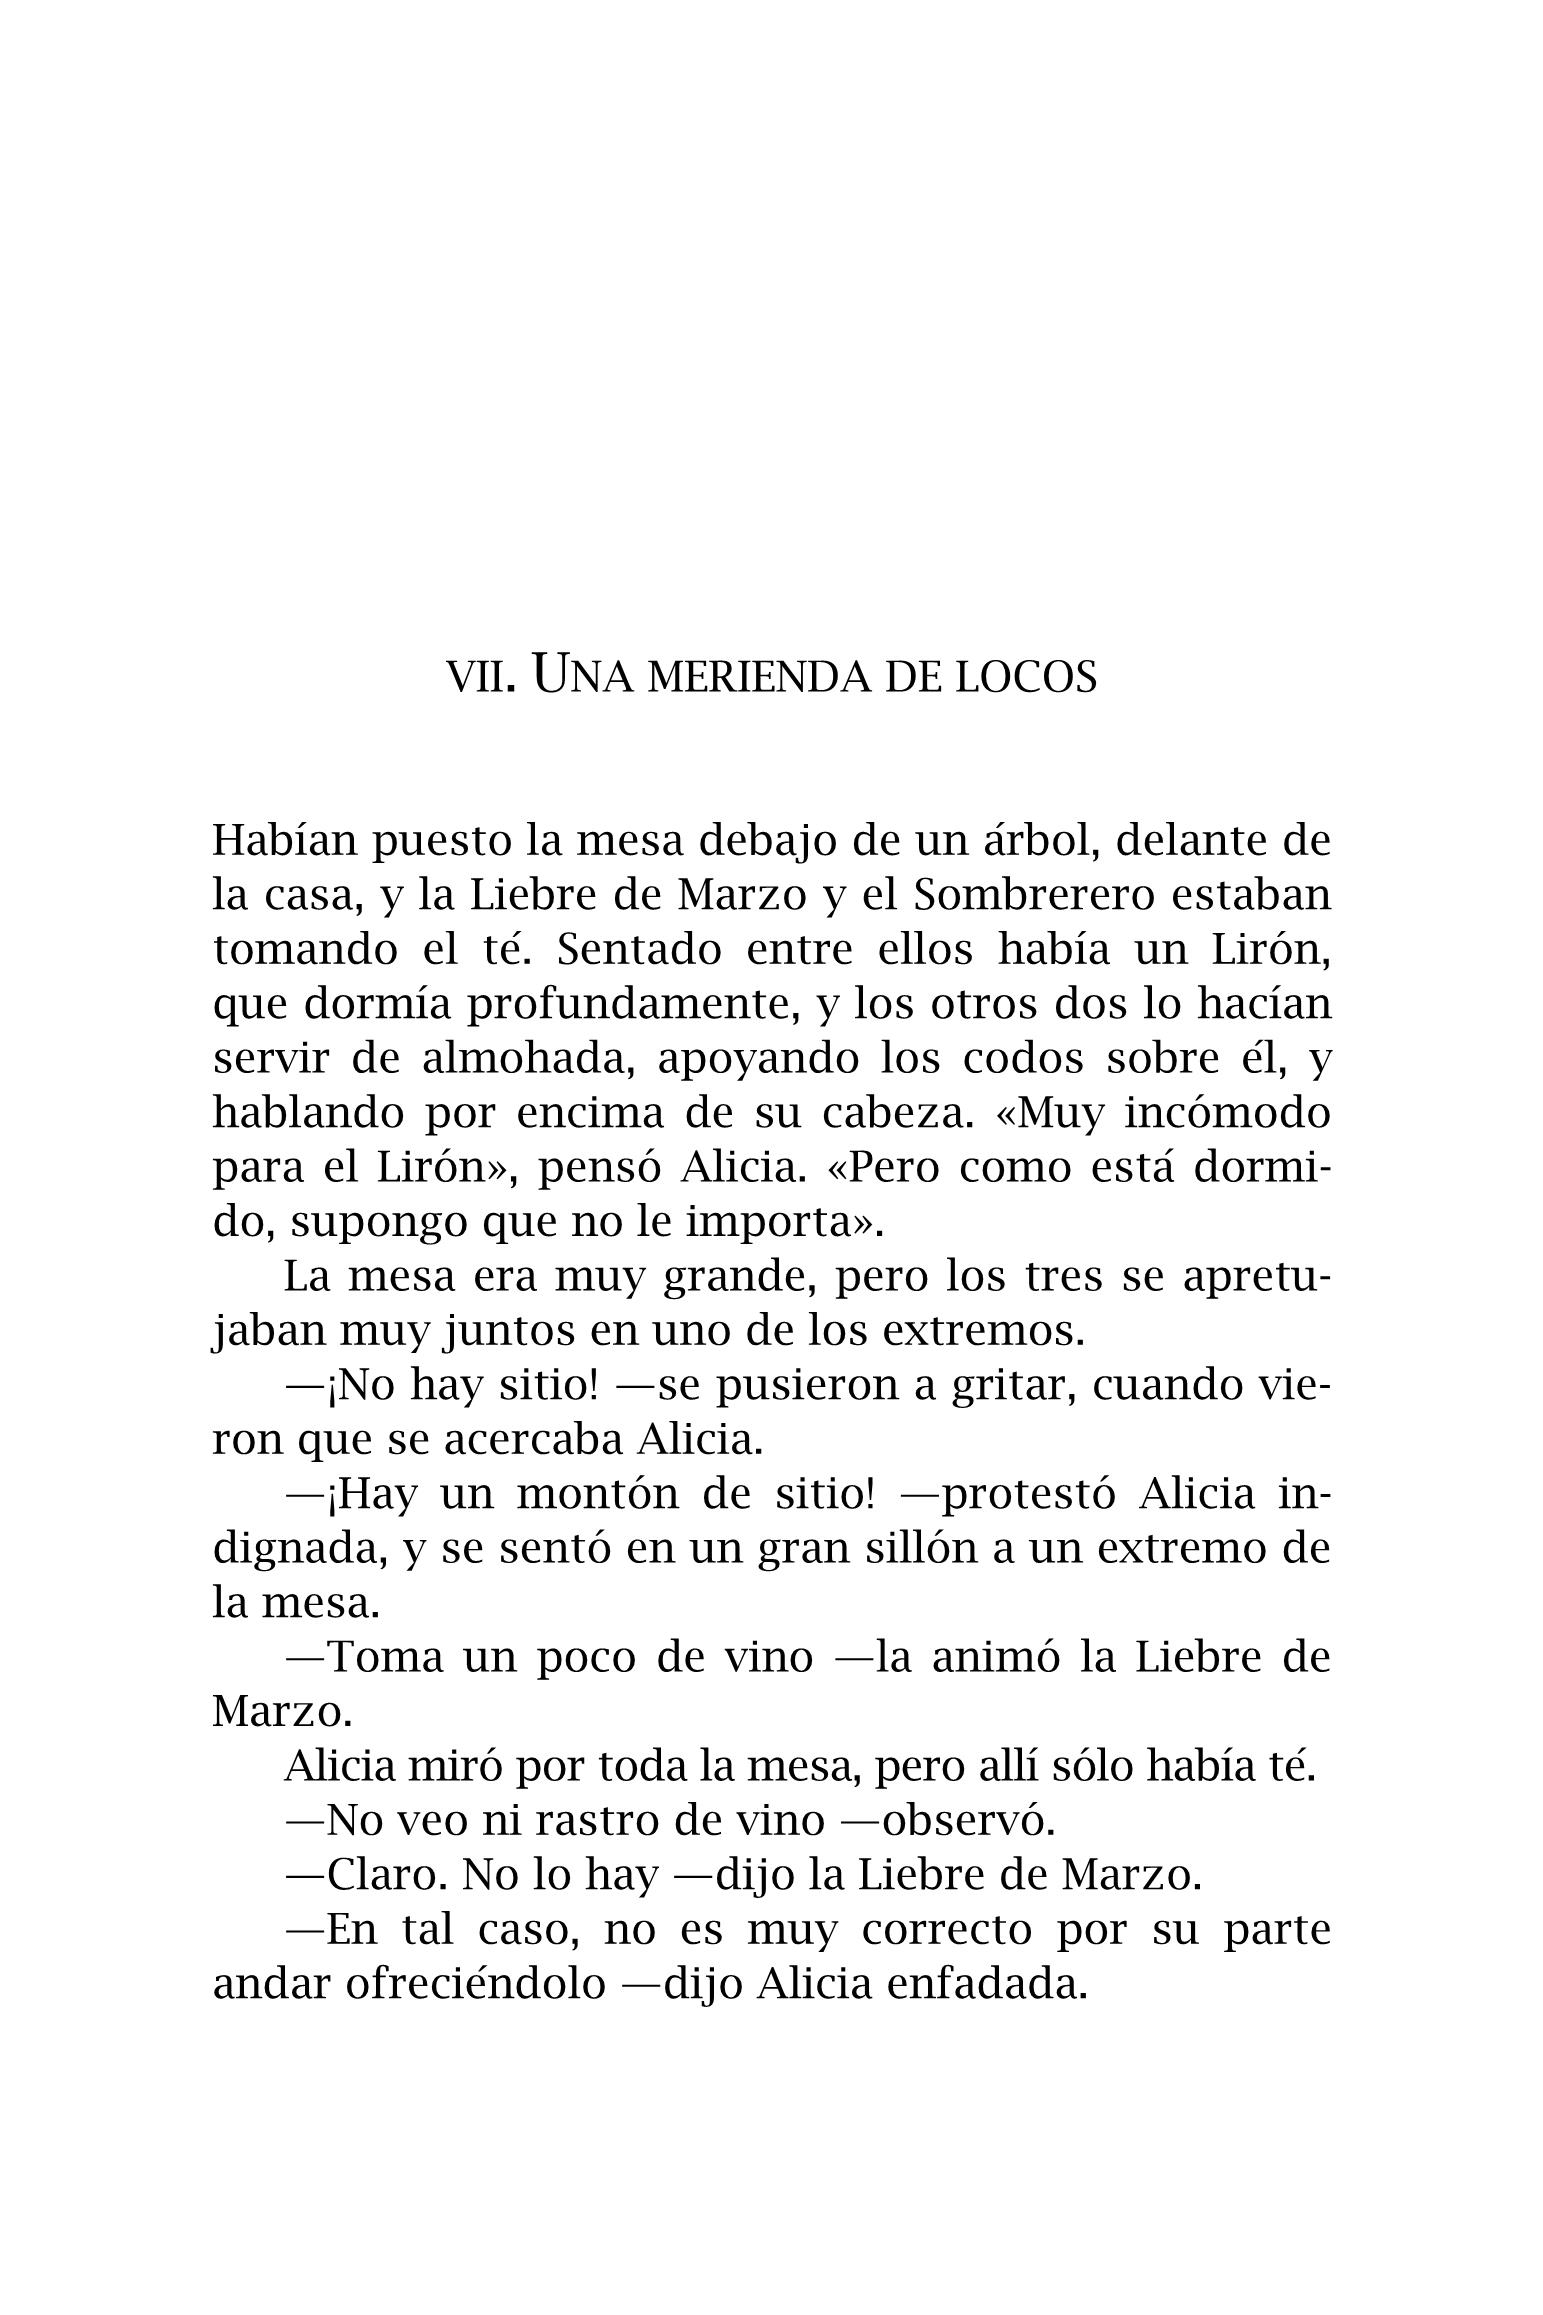 VII. UNA MERIENDA DE LOCOS
Habían puesto la mesa debajo de un árbol, delante de
la casa, y la Liebre de Marzo y el Sombrerero estaban
tomando el té. Sentado entre ellos había un Lirón,
que dormía profundamente, y los otros dos lo hacían
servir de almohada, apoyando los codos sobre él, y
hablando por encima de su cabeza. «Muy incómodo
para el Lirón», pensó Alicia. «Pero como está dormi-
do, supongo que no le importa».
La mesa era muy grande, pero los tres se apretu-
jaban muy juntos en uno de los extremos.
—¡No hay sitio! —se pusieron a gritar, cuando vie-
ron que se acercaba Alicia.
—¡Hay un montón de sitio! —protestó Alicia in-
dignada, y se sentó en un gran sillón a un extremo de
la mesa.
—Toma un poco de vino —la animó la Liebre de
Marzo.
Alicia miró por toda la mesa, pero allí sólo había té.
—No veo ni rastro de vino —observó.
—Claro. No lo hay —dijo la Liebre de Marzo.
—En tal caso, no es muy correcto por su parte
andar ofreciéndolo —dijo Alicia enfadada.